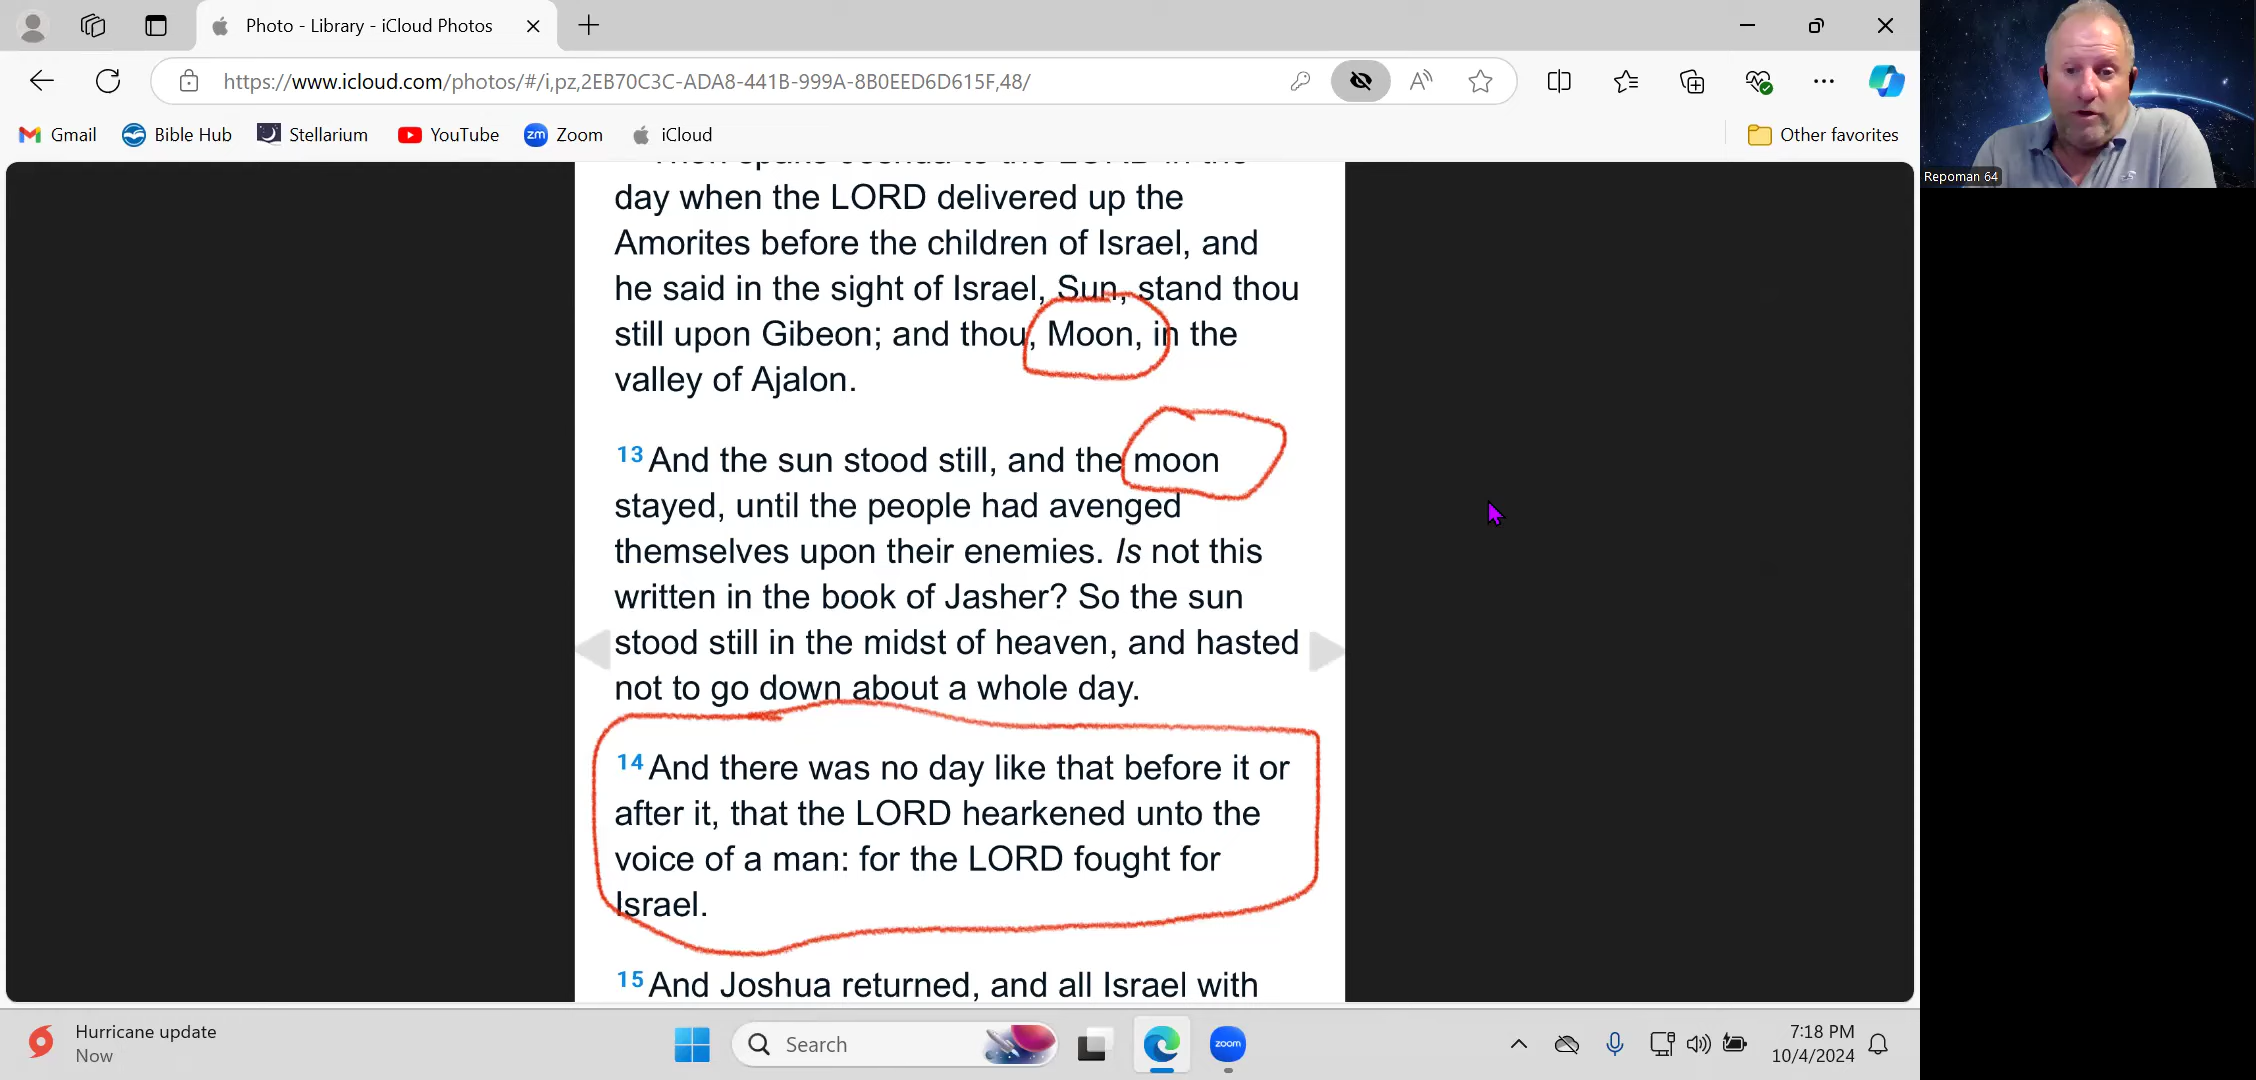 Photo - Library - iCloud Photos
https://www.icloud.com/photos/#/i,pz,2EB70C3C-ADA8-441B-999A-8B0EED6D615F,48/
Gmail Bible Hub Stellarium YouTube Zoom iCloud Other favorites
Repoman 64
day when the LORD delivered up the
Amorites before the children of Israel, and
he said in the sight of Israel, Sun, stand thou
still upon Gibeon; and thou, Moon, in the
valley of Ajalon.
13 And the sun stood still, and the moon
stayed, until the people had avenged
themselves upon their enemies. Is not this
written in the book of Jasher? So the sun
stood still in the midst of heaven, and hasted
not to go down about a whole day.
14 And there was no day like that before it or
after it, that the LORD hearkened unto the
voice of a man: for the LORD fought for
Israel.
15 And Joshua returned, and all Israel with
Hurricane update
Now
Search
zoom
7:18 PM
10/4/2024